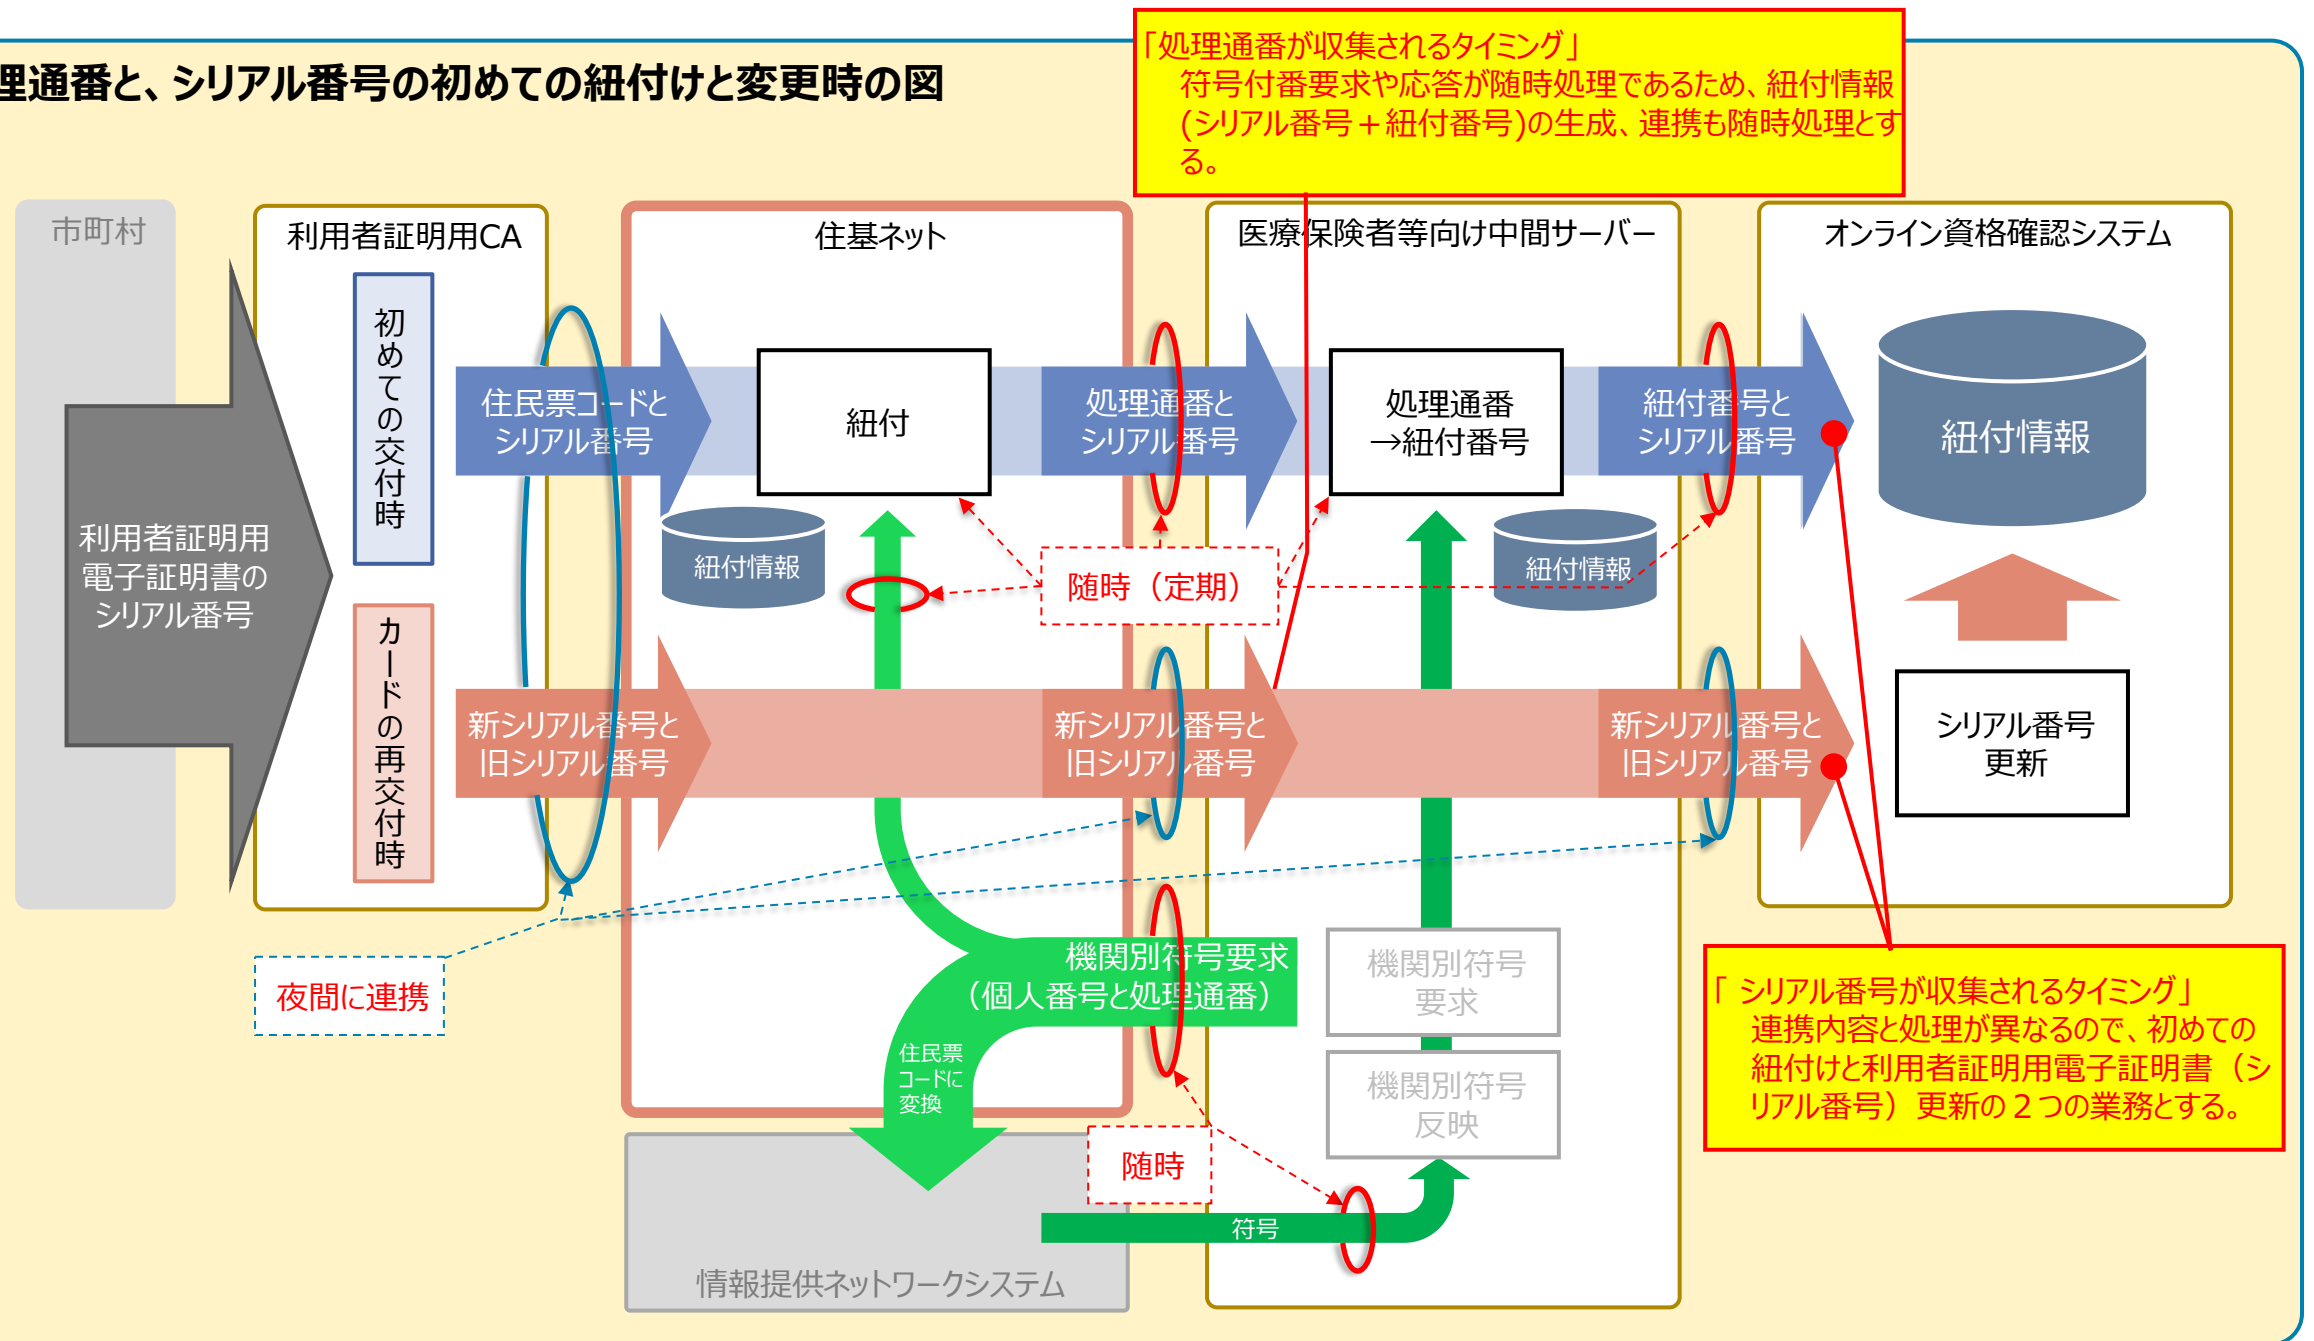 理通番と、シリアル番号の初めての紐付けと変更時の図
「処理通番が収集されるタイミング」
符号付番要求や応答が随時処理であるため、紐付情報
(シリアル番号＋紐付番号)の生成、連携も随時処理とす
る。
市町村
利用者証明用CA
住基ネット
医療保険者等向け中間サーバー
オンライン資格確認システム
利用者証明用
電子証明書の
シリアル番号
初めての交付時
カードの再交付時
住民票コードと
シリアル番号
紐付
処理通番と
シリアル番号
処理通番
→紐付番号
紐付番号と
シリアル番号
紐付情報
紐付情報
紐付情報
随時（定期）
新シリアル番号と
旧シリアル番号
新シリアル番号と
旧シリアル番号
新シリアル番号と
旧シリアル番号
シリアル番号
更新
夜間に連携
機関別符号要求
（個人番号と処理通番）
住民票
コードに
変換
機関別符号
要求
機関別符号
反映
随時
符号
情報提供ネットワークシステム
「 シリアル番号が収集されるタイミング」
連携内容と処理が異なるので、初めての
紐付けと利用者証明用電子証明書（シ
リアル番号）更新の２つの業務とする。